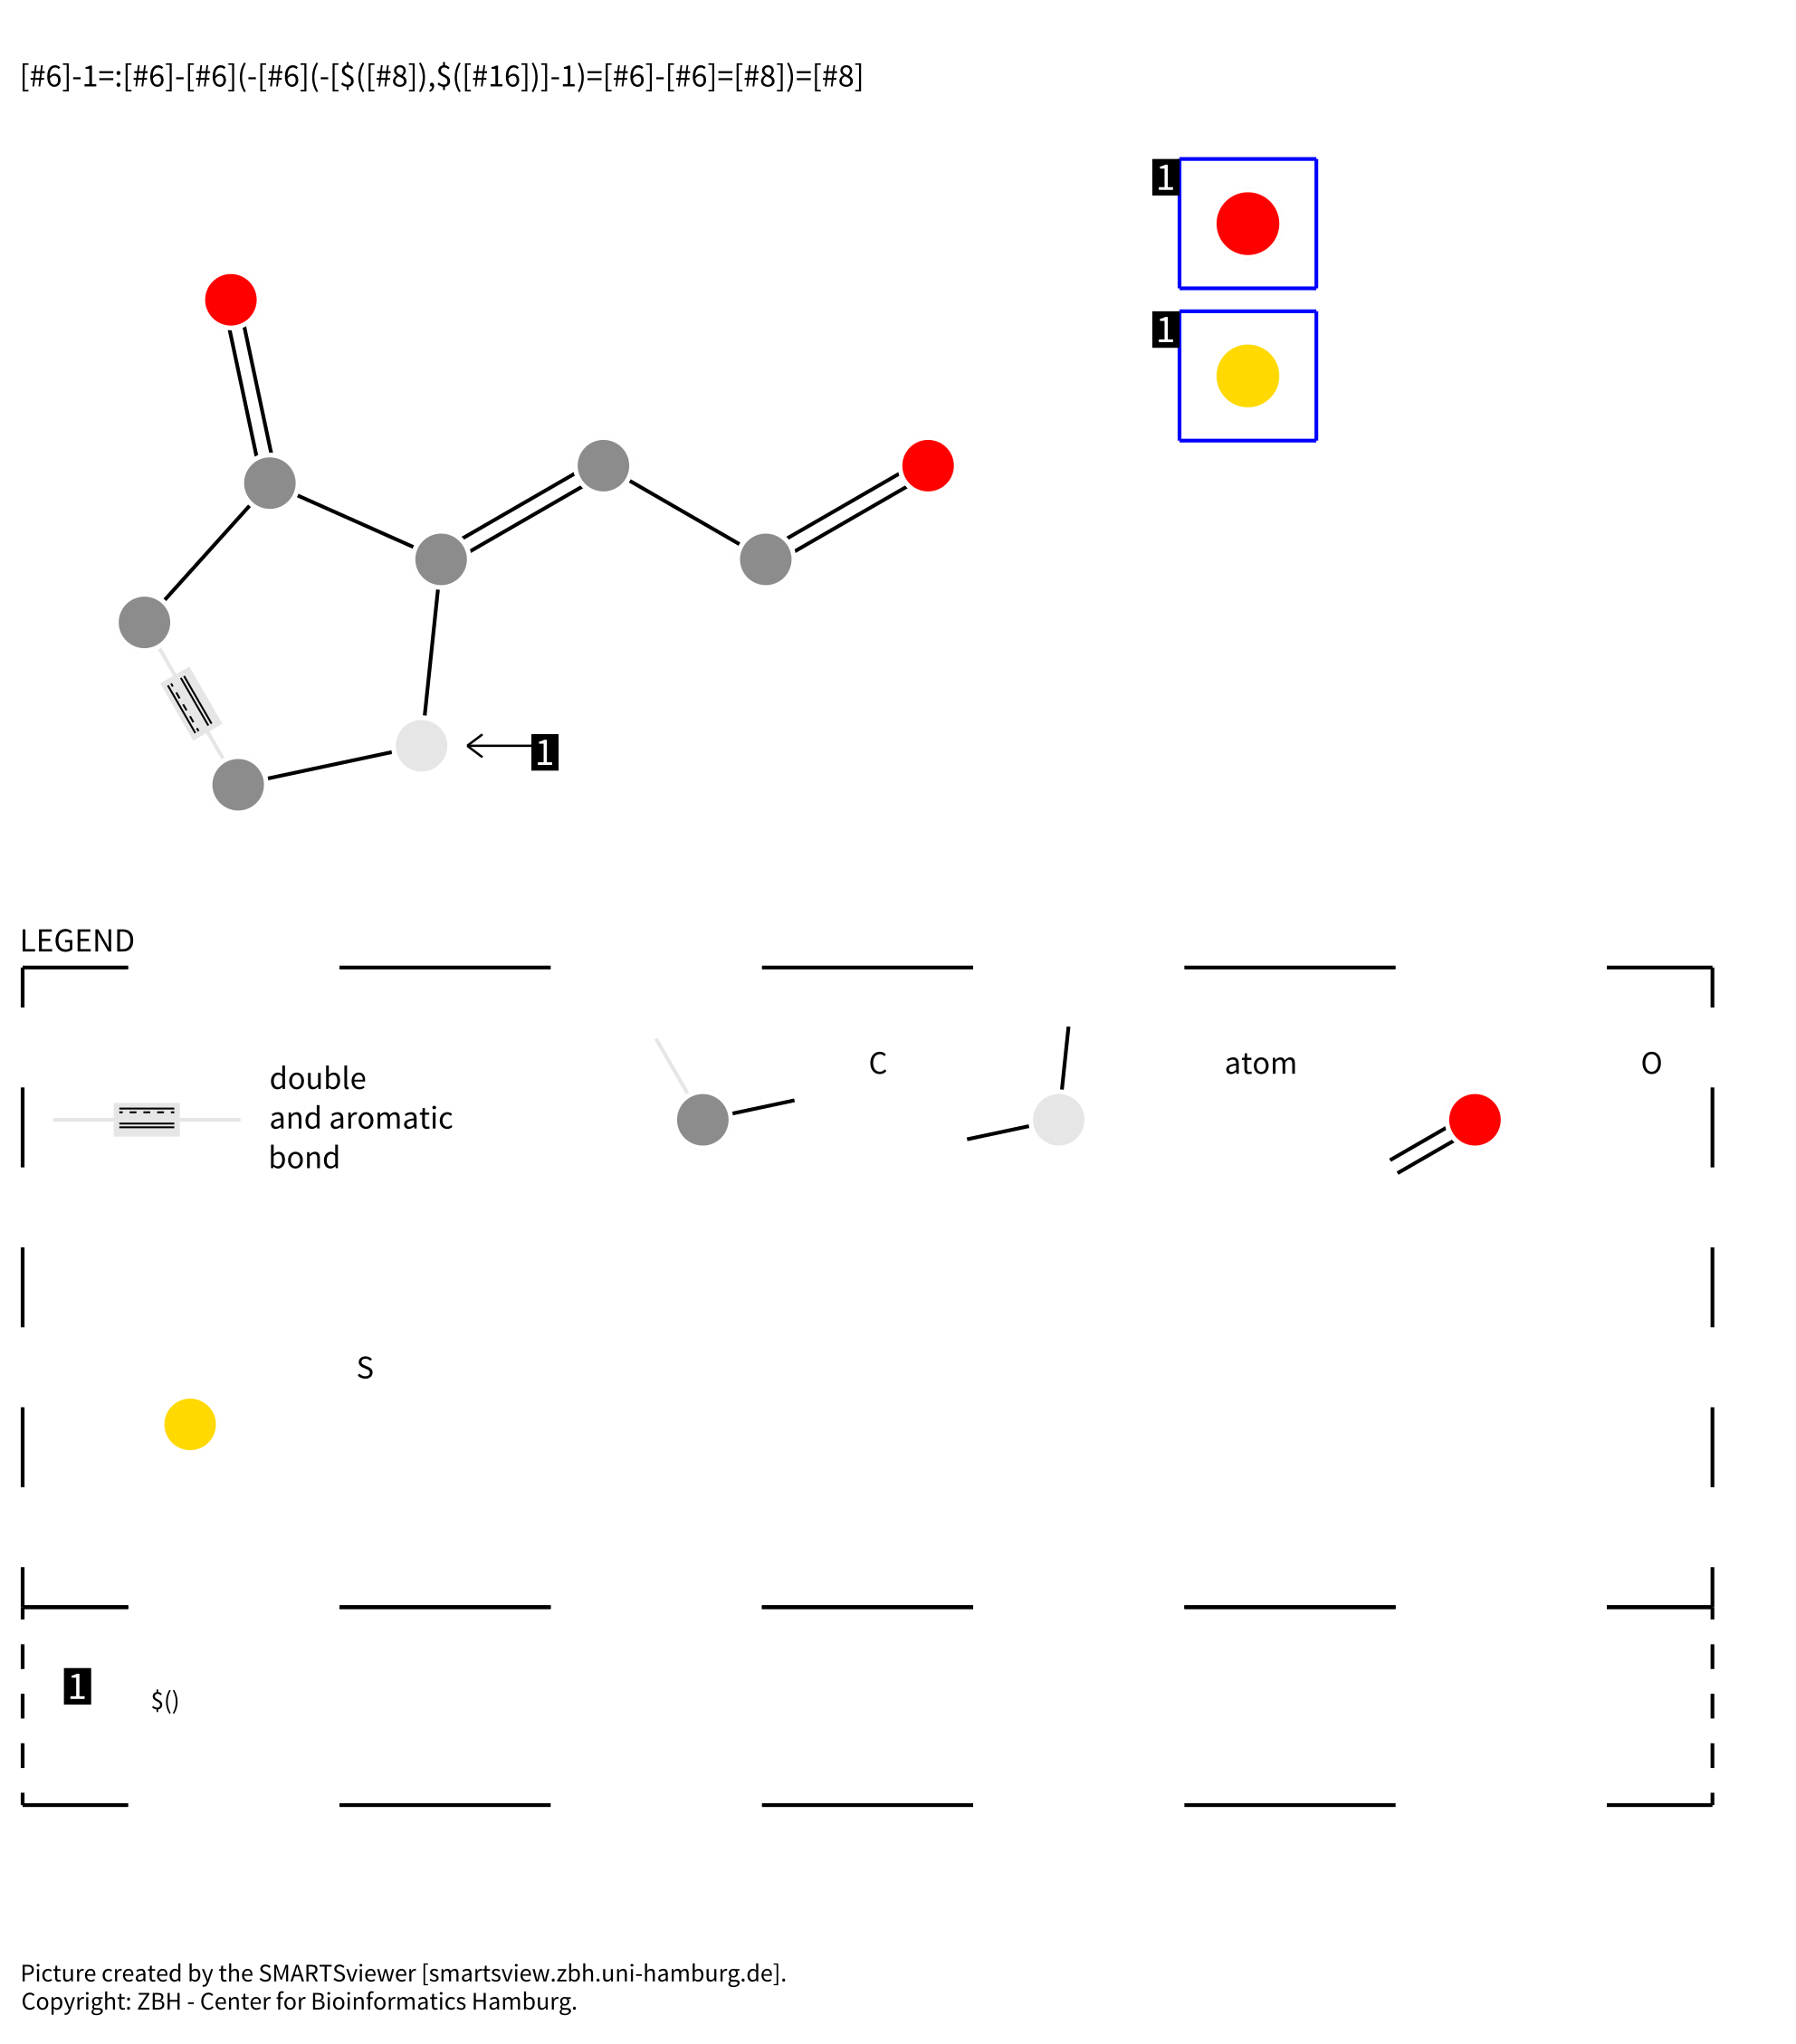 [#6]-1=:[#6]-[#6](-[#6](-[$([#8]),$([#16])]-1)=[#6]-[#6]=[#8])=[#8]
1
1
1
LEGEND
double
and aromatic
bond
C
atom
O
S
1
$()
Picture created by the SMARTSviewer [smartsview.zbh.uni-hamburg.de].
Copyright: ZBH - Center for Bioinformatics Hamburg.